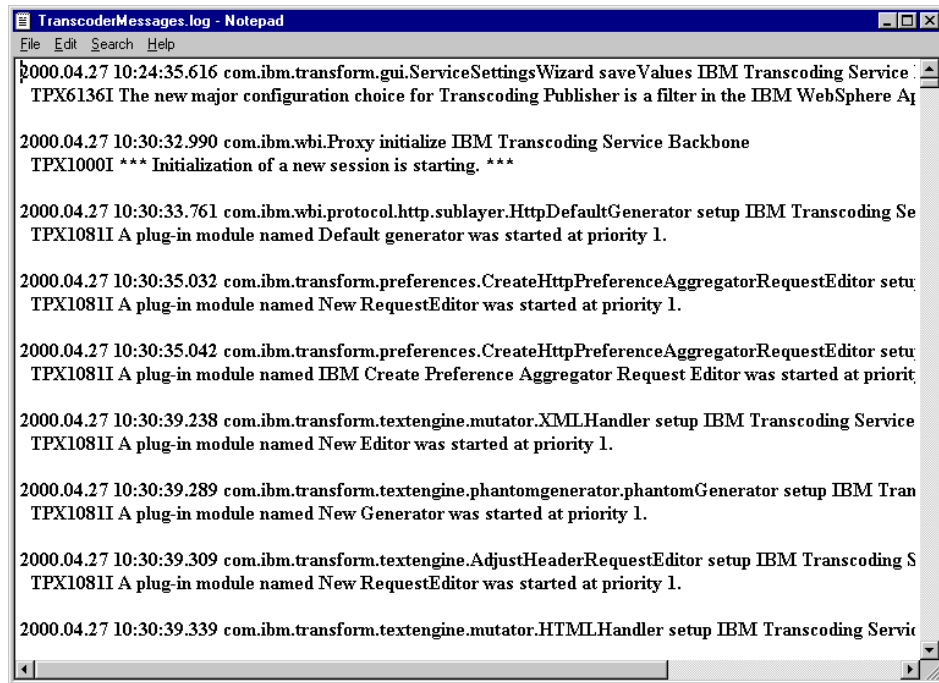 TranscoderMessages.log - Notepad
File Edit Search Help
2000.04.27 10:24:35.616 com.ibm.transform.gui.ServiceSettingsWizard saveValues IBM Transcoding Service
TPX6136I The new major configuration choice for Transcoding Publisher is a filter in the IBM WebSphere
2000.04.27 10:30:32.990 com.ibm.wbi.Proxy initialize IBM Transcoding Service Backbone
TPX1000I *** Initialization of a new session is starting. ***
2000.04.27 10:30:33.761 com.ibm.wbi.protocol.http.sublayer.HttpDefaultGenerator setup IBM Transcoding Se
TPX1081I A plug-in module named Default generator was started at priority 1.
2000.04.27 10:30:35.032 com.ibm.transform.preferences.CreateHttpPreferenceAggregatorRequestEditor setu
TPX1081I A plug-in module named New RequestEditor was started at priority 1.
2000.04.27 10:30:35.042 com.ibm.transform.preferences.CreateHttpPreferenceAggregatorRequestEditor setu
TPX1081I A plug-in module named IBM Create Preference Aggregator Request Editor was started at priorit
2000.04.27 10:30:39.238 com.ibm.transform.textengine.mutator.XMLHandler setup IBM Transcoding Service
TPX1081I A plug-in module named New Editor was started at priority 1.
2000.04.27 10:30:39.289 com.ibm.transform.textengine.phantomgenerator.phantomGenerator setup IBM Tran
TPX1081I A plug-in module named New Generator was started at priority 1.
2000.04.27 10:30:39.309 com.ibm.transform.textengine.AdjustHeaderRequestEditor setup IBM Transcoding S
TPX1081I A plug-in module named New RequestEditor was started at priority 1.
2000.04.27 10:30:39.339 com.ibm.transform.textengine.mutator.HTMLHandler setup IBM Transcoding Servic